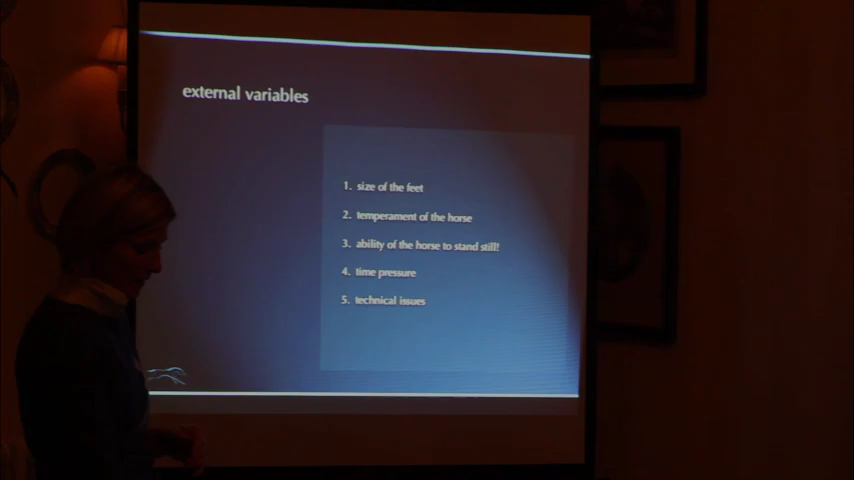 external variables
1. size of the feet
2. temperament of the horse
3. ability of the horse to stand still!
4. time pressure
5. technical issues